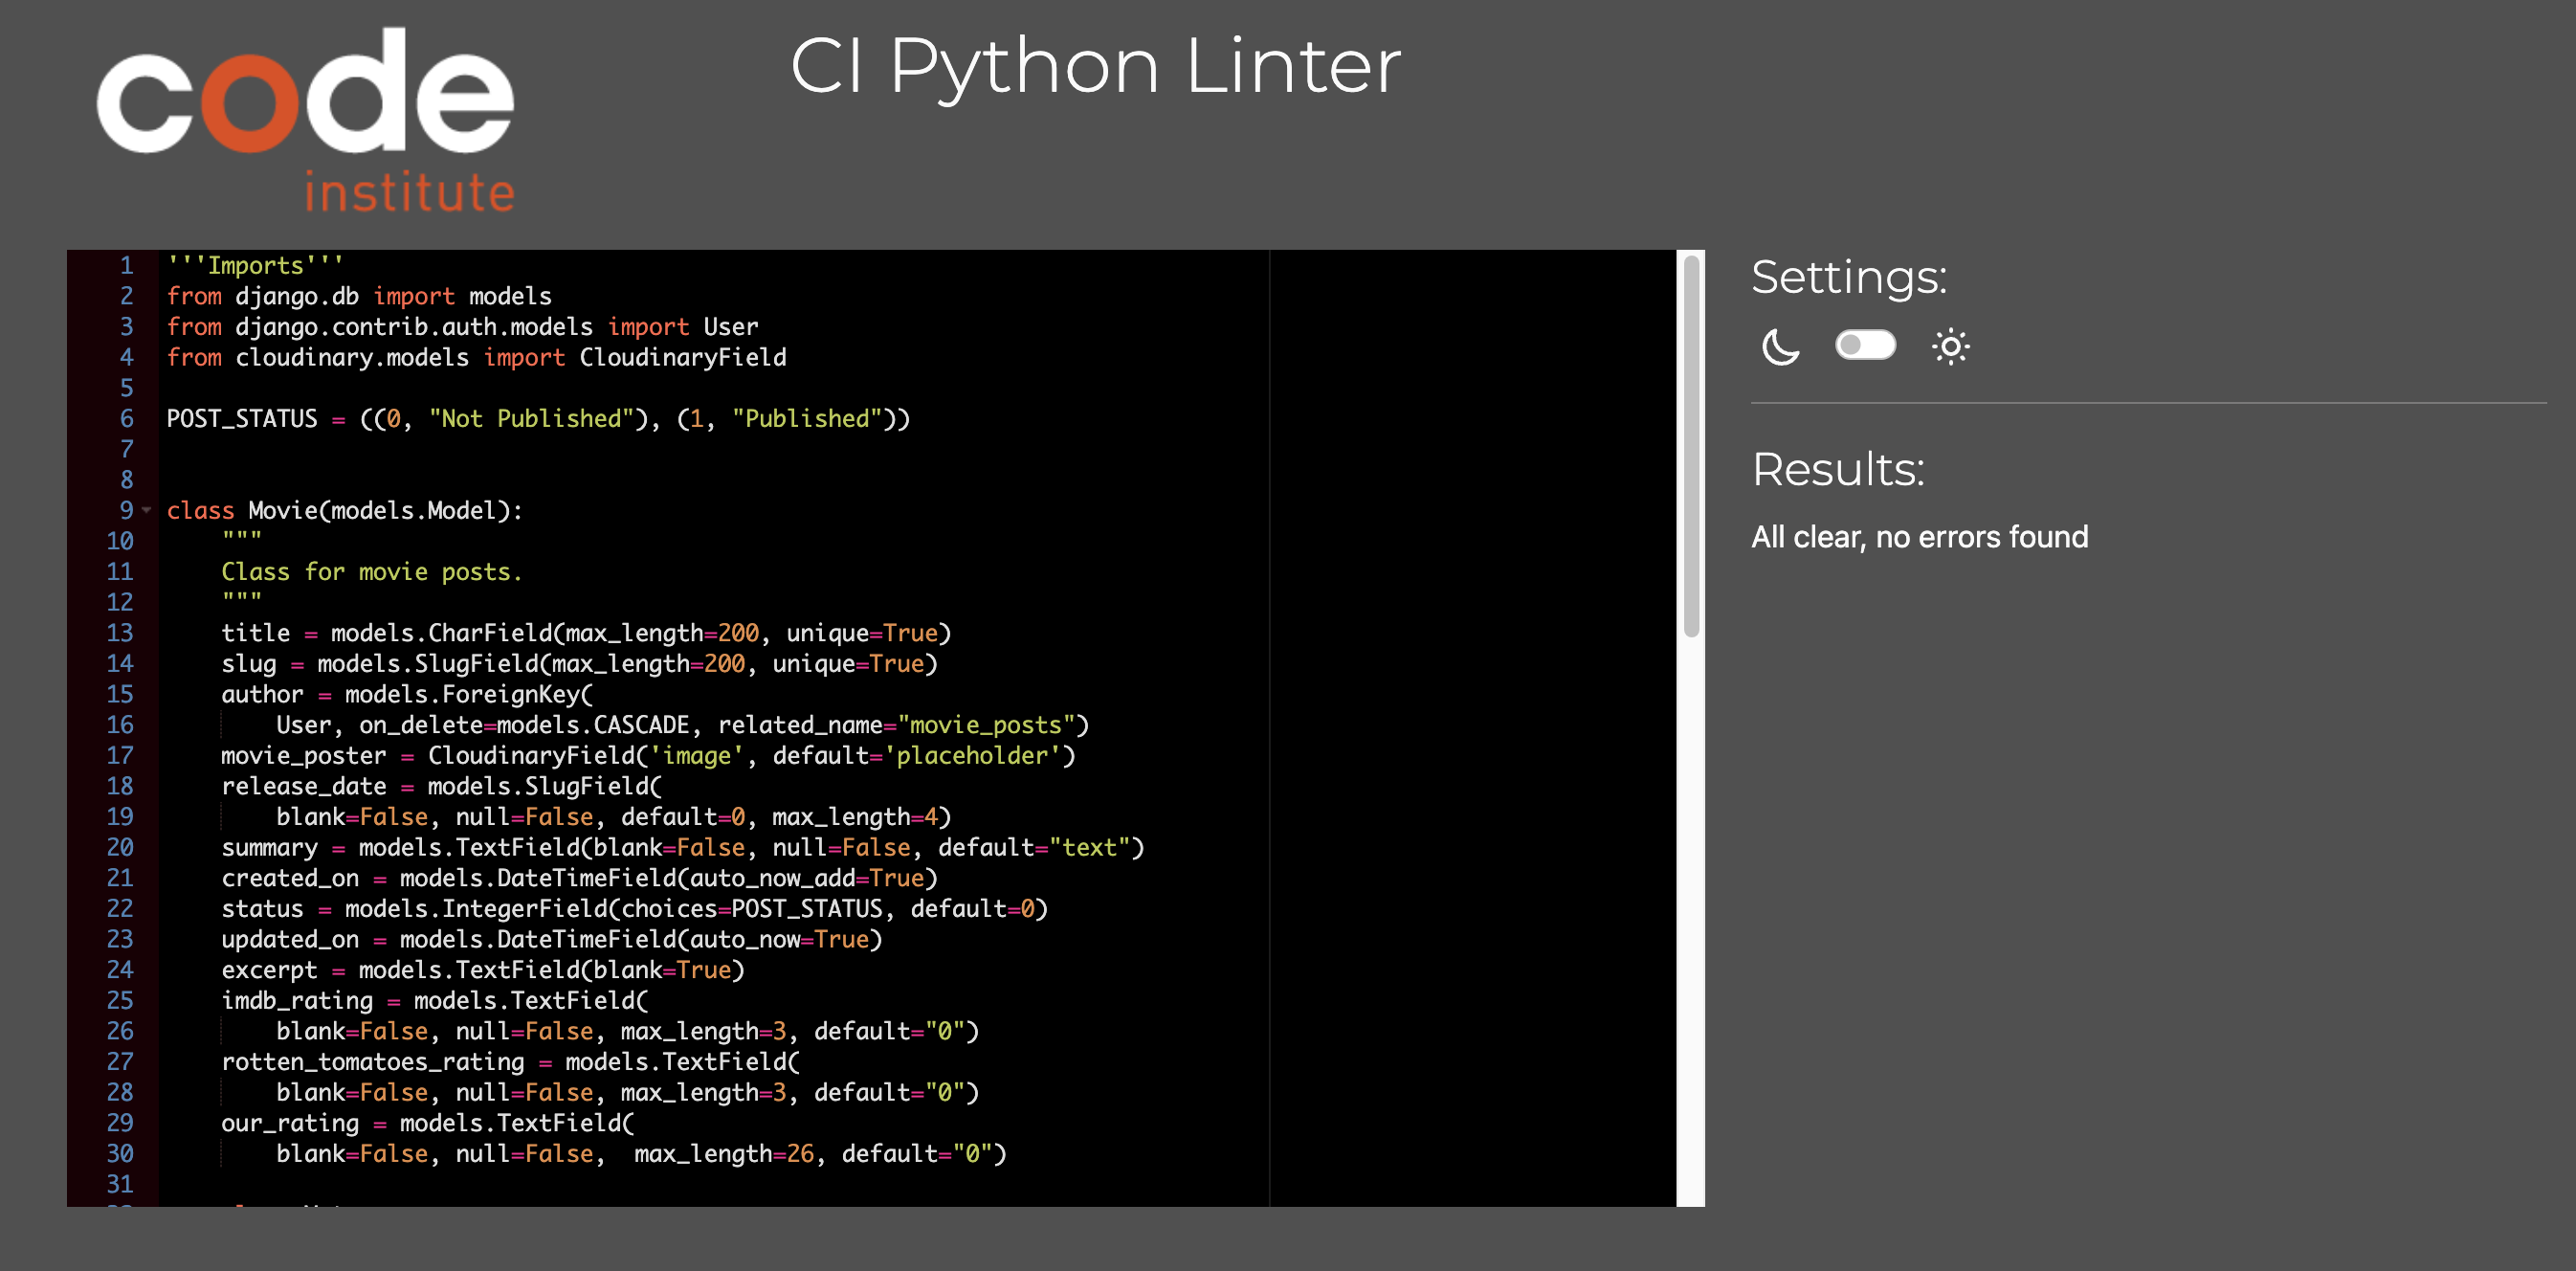 code
institute
CI Python Linter
1 '''Imports'''
2 from django.db import models
3 from django.contrib.auth.models import User
4 from cloudinary.models import CloudinaryField
5
6 POST_STATUS = ((0, "Not Published"), (1, "Published"))
7
8
9 class Movie(models.Model):
10     """
11     Class for movie posts.
12     """
13     title = models.CharField(max_length=200, unique=True)
14     slug = models.SlugField(max_length=200, unique=True)
15     author = models.ForeignKey(
16         User, on_delete=models.CASCADE, related_name="movie_posts")
17     movie_poster = CloudinaryField('image', default='placeholder')
18     release_date = models.SlugField(
19         blank=False, null=False, default=0, max_length=4)
20     summary = models.TextField(blank=False, null=False, default="text")
21     created_on = models.DateTimeField(auto_now_add=True)
22     status = models.IntegerField(choices=POST_STATUS, default=0)
23     updated_on = models.DateTimeField(auto_now=True)
24     excerpt = models.TextField(blank=True)
25     imdb_rating = models.TextField(
26         blank=False, null=False, max_length=3, default="0")
27     rotten_tomatoes_rating = models.TextField(
28         blank=False, null=False, max_length=3, default="0")
29     our_rating = models.TextField(
30         blank=False, null=False,  max_length=26, default="0")
31
Settings:
Results:
All clear, no errors found